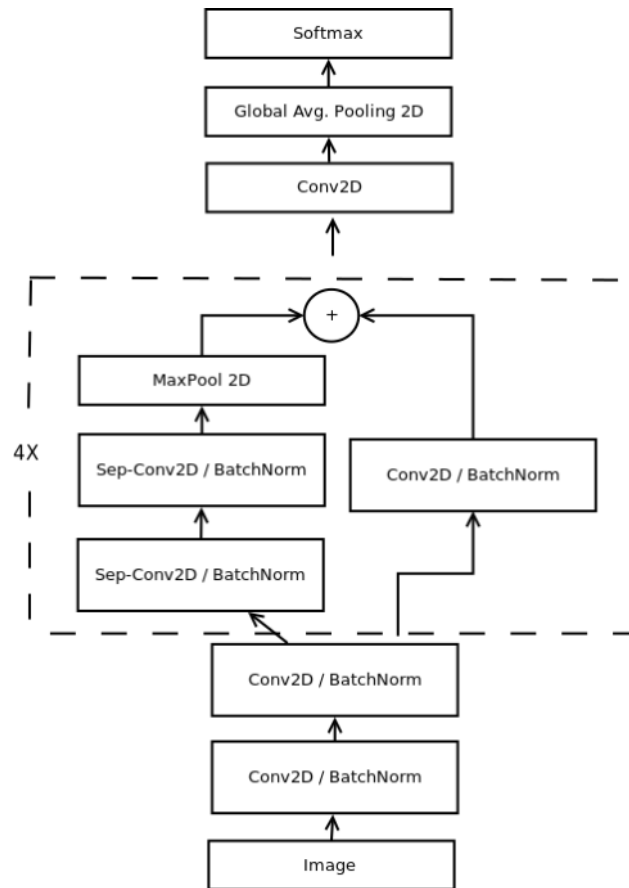 Softmax
Global Avg. Pooling 2D
Conv2D
+
MaxPool 2D
4X
Sep-Conv2D / BatchNorm
Conv2D / BatchNorm
Sep-Conv2D / BatchNorm
Conv2D / BatchNorm
Conv2D / BatchNorm
Image